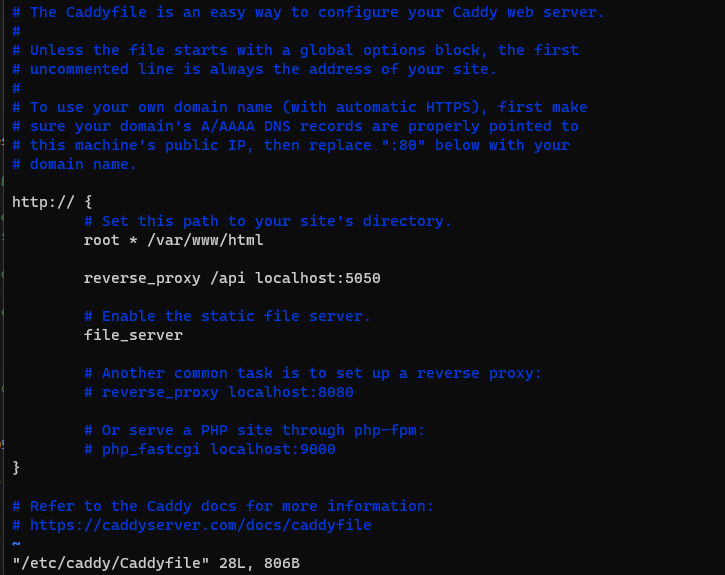 # The Caddyfile is an easy way to configure your Caddy web server.
#
# Unless the file starts with a global options block, the first
# uncommented line is always the address of your site.
#
# To use your own domain name (with automatic HTTPS), first make
# sure your domain's A/AAAA DNS records are properly pointed to
# this machine's public IP, then replace ":80" below with your
# domain name.

http:// {
        # Set this path to your site's directory.
        root * /var/www/html

        reverse_proxy /api localhost:5050

        # Enable the static file server.
        file_server

        # Another common task is to set up a reverse proxy:
        # reverse_proxy localhost:8080

        # Or serve a PHP site through php-fpm:
        # php_fastcgi localhost:9000
}

# Refer to the Caddy docs for more information:
# https://caddyserver.com/docs/caddyfile
~
"/etc/caddy/Caddyfile" 28L, 806B